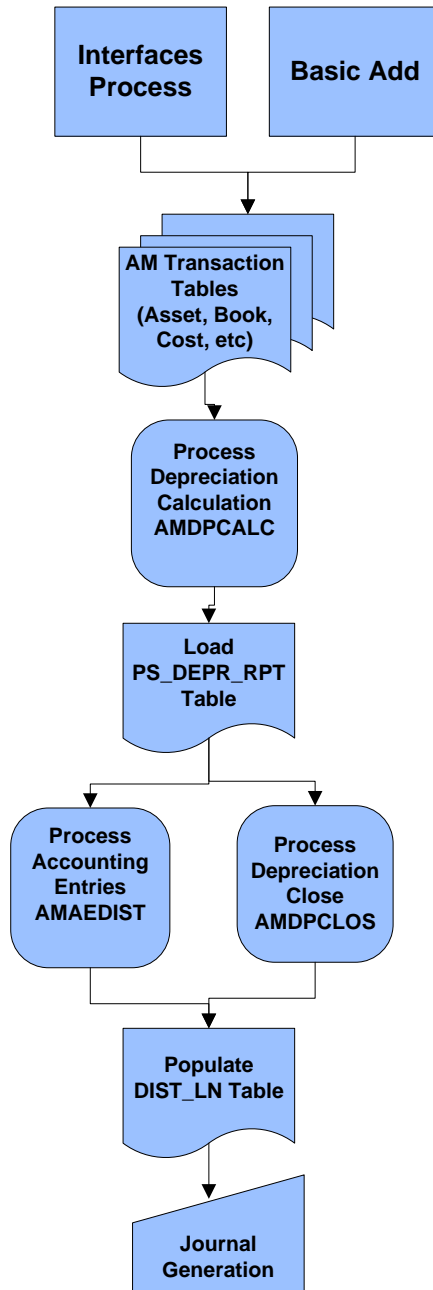 Interfaces
Process
Basic Add
AM Transaction
Tables
(Asset, Book,
Cost, etc)
Process
Depreciation
Calculation
AMDPCALC
Load
PS_DEPR_RPT
Table
Process
Accounting
Entries
AMAEDIST
Process
Depreciation
Close
AMDPCLOS
Populate
DIST_LN Table
Journal
Generation